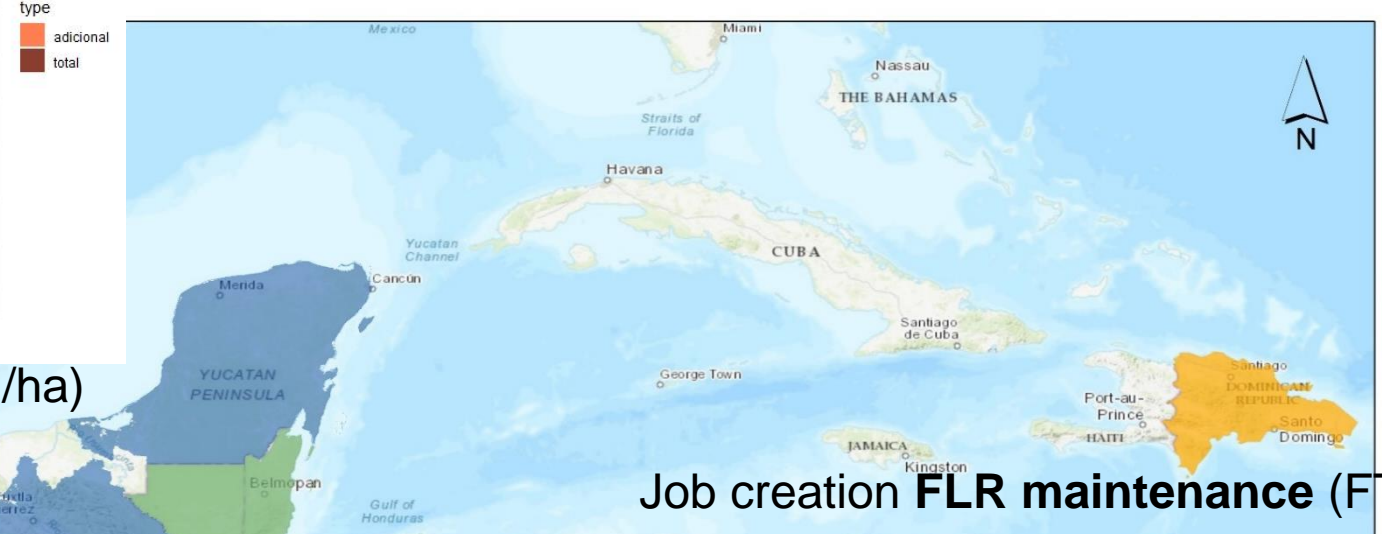 type
adicional
total
Mexico
Miami
Nassau
THE BAHAMAS
N
Straits of
Florida
Havana
Yucatan
Channel
CUBA
Merida
Cancún
Santiago
de Cuba
/ha)
YUCATAN
PENINSULA
George Town
Santiago
DOMINICAN
REPUBLIC
Port-au-
Prince
HAITI
Santo
Domingo
JAMAICA
Kingston
Belmopan
Gulf of
Honduras
Job creation FLR maintenance (FT